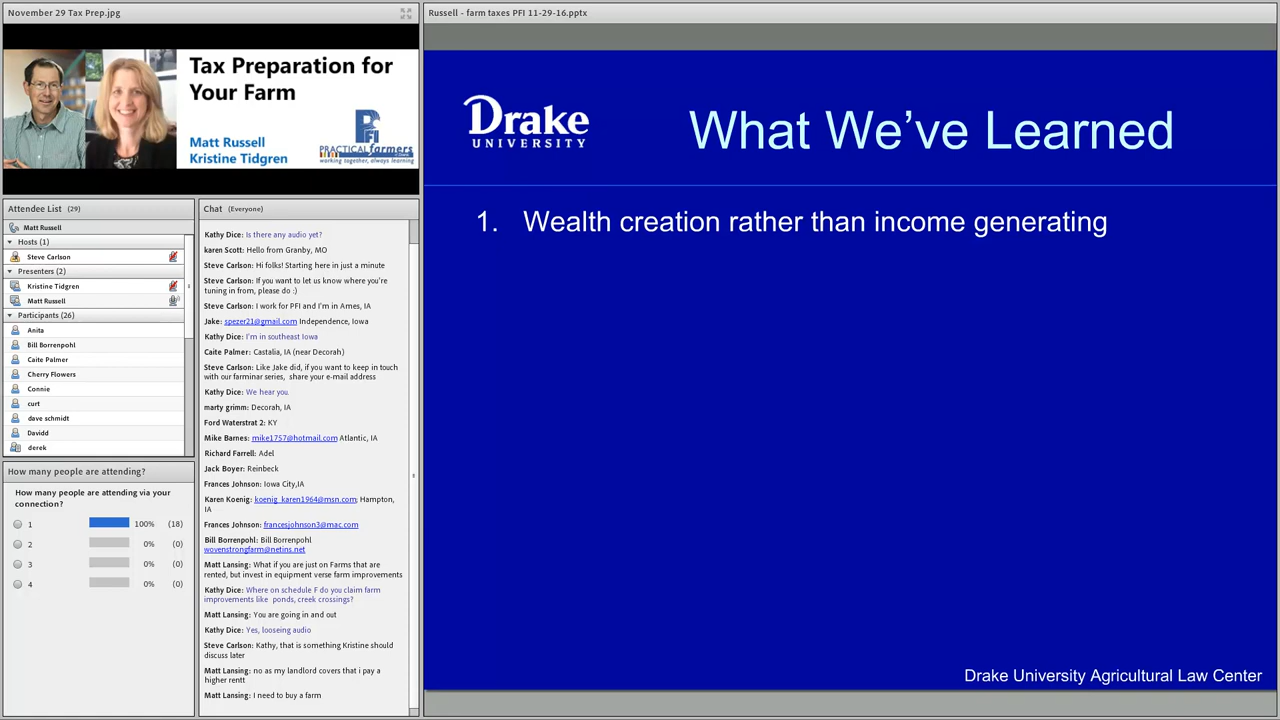 November 29 Tax Prep.jpg
Tax Preparation for
Your Farm
Matt Russell
Kristine Tidgren
PFI
PRACTICAL farmers
working together, always learning
Attendee List (29)
Matt Russell
Hosts (1)
Steve Carlson
Presenters (2)
Kristine Tidgren
Matt Russell
Participants (26)
Anita
Bill Borrenpohl
Caite Palmer
Cherry Flowers
Connie
curt
dave schmidt
Davidd
derek
How many people are attending?
How many people are attending via your
connection?
1 100% (18)
2 0% (0)
3 0% (0)
4 0% (0)
Chat (Everyone)
Kathy Dice: Is there any audio yet?
karen Scott: Hello from Granby, MO
Steve Carlson: Hi folks! Starting here in just a minute
Steve Carlson: If you want to let us know where you're
tuning in from, please do :)
Steve Carlson: I work for PFI and I'm in Ames, IA
Jake: spezer21@gmail.com Independence, Iowa
Kathy Dice: I'm in southeast Iowa
Caite Palmer: Castalia, IA (near Decorah)
Steve Carlson: Like Jake did, if you want to keep in touch
with our farminar series, share your e-mail address
Kathy Dice: We hear you.
marty grimm: Decorah, IA
Ford Waterstrat 2: KY
Mike Barnes: mike1757@hotmail.com Atlantic, IA
Richard Farrell: Adel
Jack Boyer: Reinbeck
Frances Johnson: Iowa City,IA
Karen Koenig: koenig_karen1964@msn.com; Hampton,
IA
Frances Johnson: francesjohnson3@mac.com
Bill Borrenpohl: Bill Borrenpohl
wovenstrongfarm@netins.net
Matt Lansing: What if you are just on Farms that are
rented, but invest in equipment verse farm improvements
Kathy Dice: Where on schedule F do you claim farm
improvements like ponds, creek crossings?
Matt Lansing: You are going in and out
Kathy Dice: Yes, loosing audio
Steve Carlson: Kathy, that is something Kristine should
discuss later
Matt Lansing: no as my landlord covers that i pay a
higher rentt
Matt Lansing: I need to buy a farm
Russell - farm taxes PFI 11-29-16.pptx
Drake
UNIVERSITY
What We've Learned
1. Wealth creation rather than income generating
Drake University Agricultural Law Center